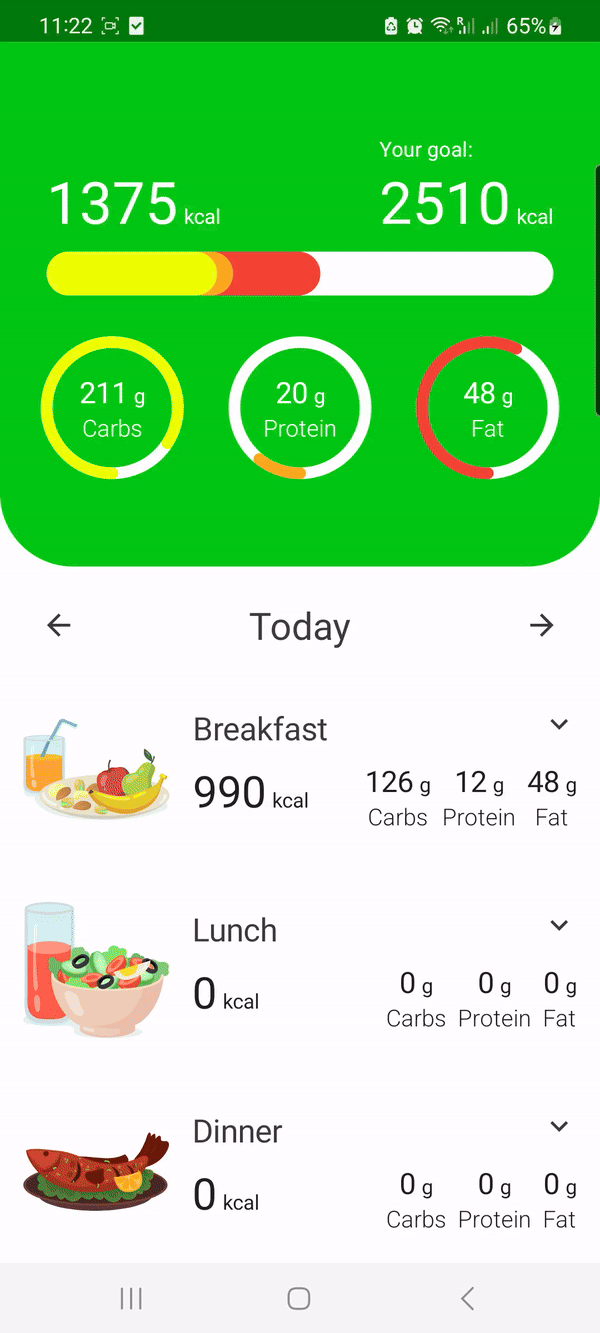 11:22 R 65%
Your goal:
1375 kcal 2510 kcal
211 g 20 g 48 g
Carbs Protein Fat
Today
Breakfast
990 kcal 126 g 12 g 48 g
Carbs Protein Fat
Lunch
0 kcal 0 g 0 g 0 g
Carbs Protein Fat
Dinner
0 kcal 0 g 0 g 0 g
Carbs Protein Fat